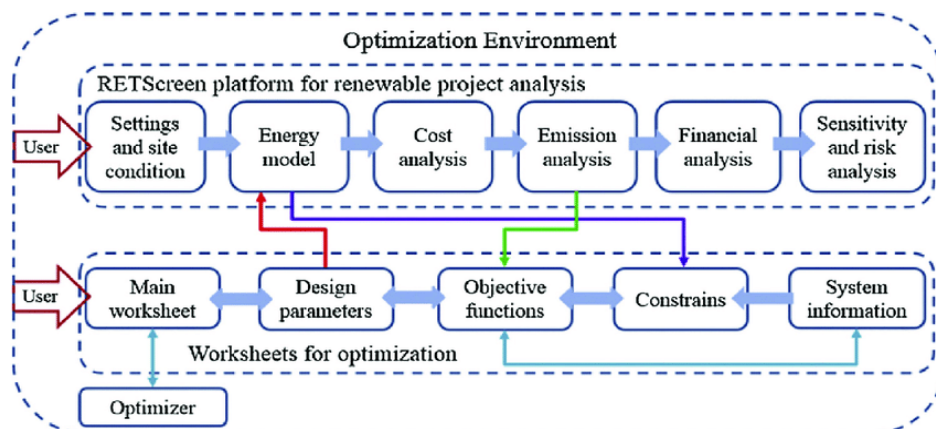 Optimization Environment
RETScreen platform for renewable project analysis
User
Settings
and site
condition
Energy
model
Cost
analysis
Emission
analysis
Financial
analysis
Sensitivity
and risk
analysis
User
Main
worksheet
Design
parameters
Objective
functions
Constrains
System
information
Worksheets for optimization
Optimizer